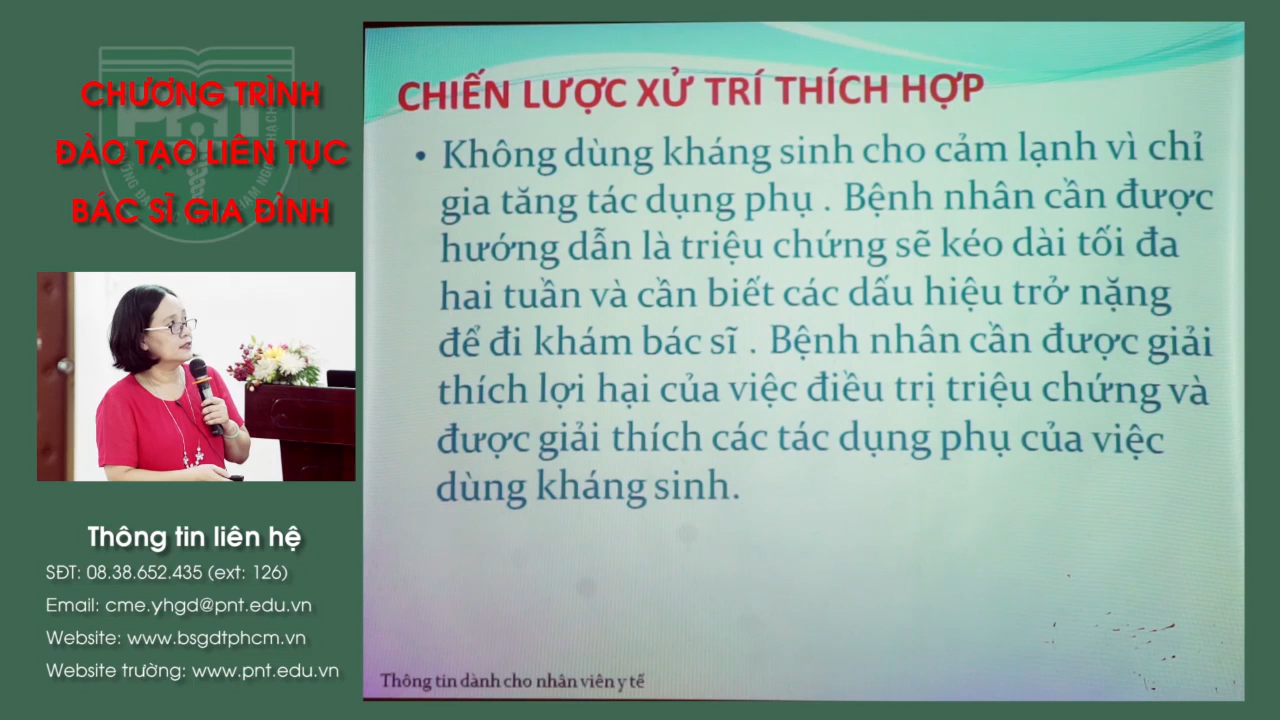 CHƯƠNG TRÌNH
ĐÀO TẠO LIÊN TỤC
BÁC SĨ GIA ĐÌNH
PNT
Thông tin liên hệ
SĐT: 08.38.652.435 (ext: 126)
Email: cme.yhgd@pnt.edu.vn
Website: www.bsgdtphcm.vn
Website trường: www.pnt.edu.vn
CHIẾN LƯỢC XỬ TRÍ THÍCH HỢP
• Không dùng kháng sinh cho cảm lạnh vì chỉ
gia tăng tác dụng phụ . Bệnh nhân cần được
hướng dẫn là triệu chứng sẽ kéo dài tối đa
hai tuần và cần biết các dấu hiệu trở nặng
để đi khám bác sĩ . Bệnh nhân cần được giải
thích lợi hại của việc điều trị triệu chứng và
được giải thích các tác dụng phụ của việc
dùng kháng sinh.
Thông tin dành cho nhân viên y tế